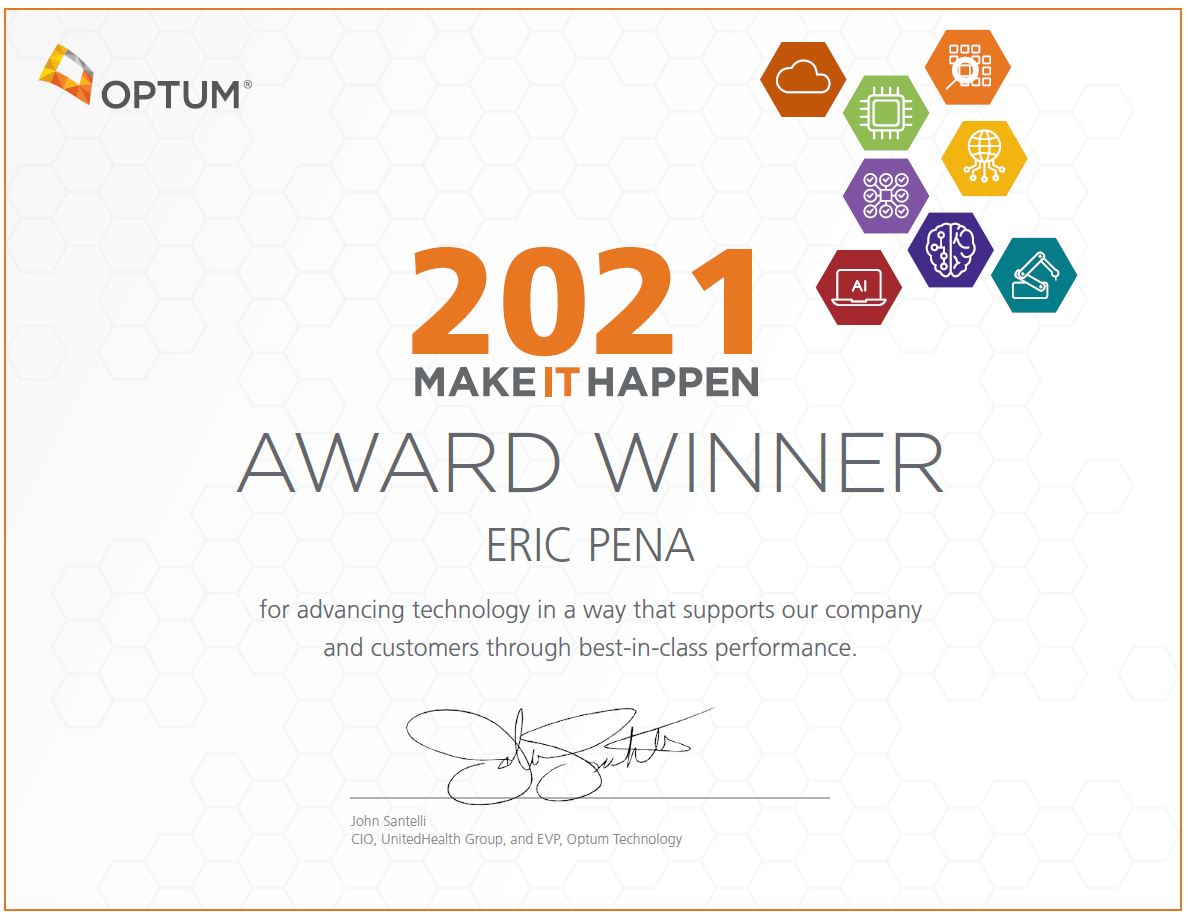 OPTUM®
AI
2021
MAKE IT HAPPEN
AWARD WINNER
ERIC PENA
for advancing technology in a way that supports our company
and customers through best-in-class performance.
John Santelli
CIO, UnitedHealth Group, and EVP, Optum Technology